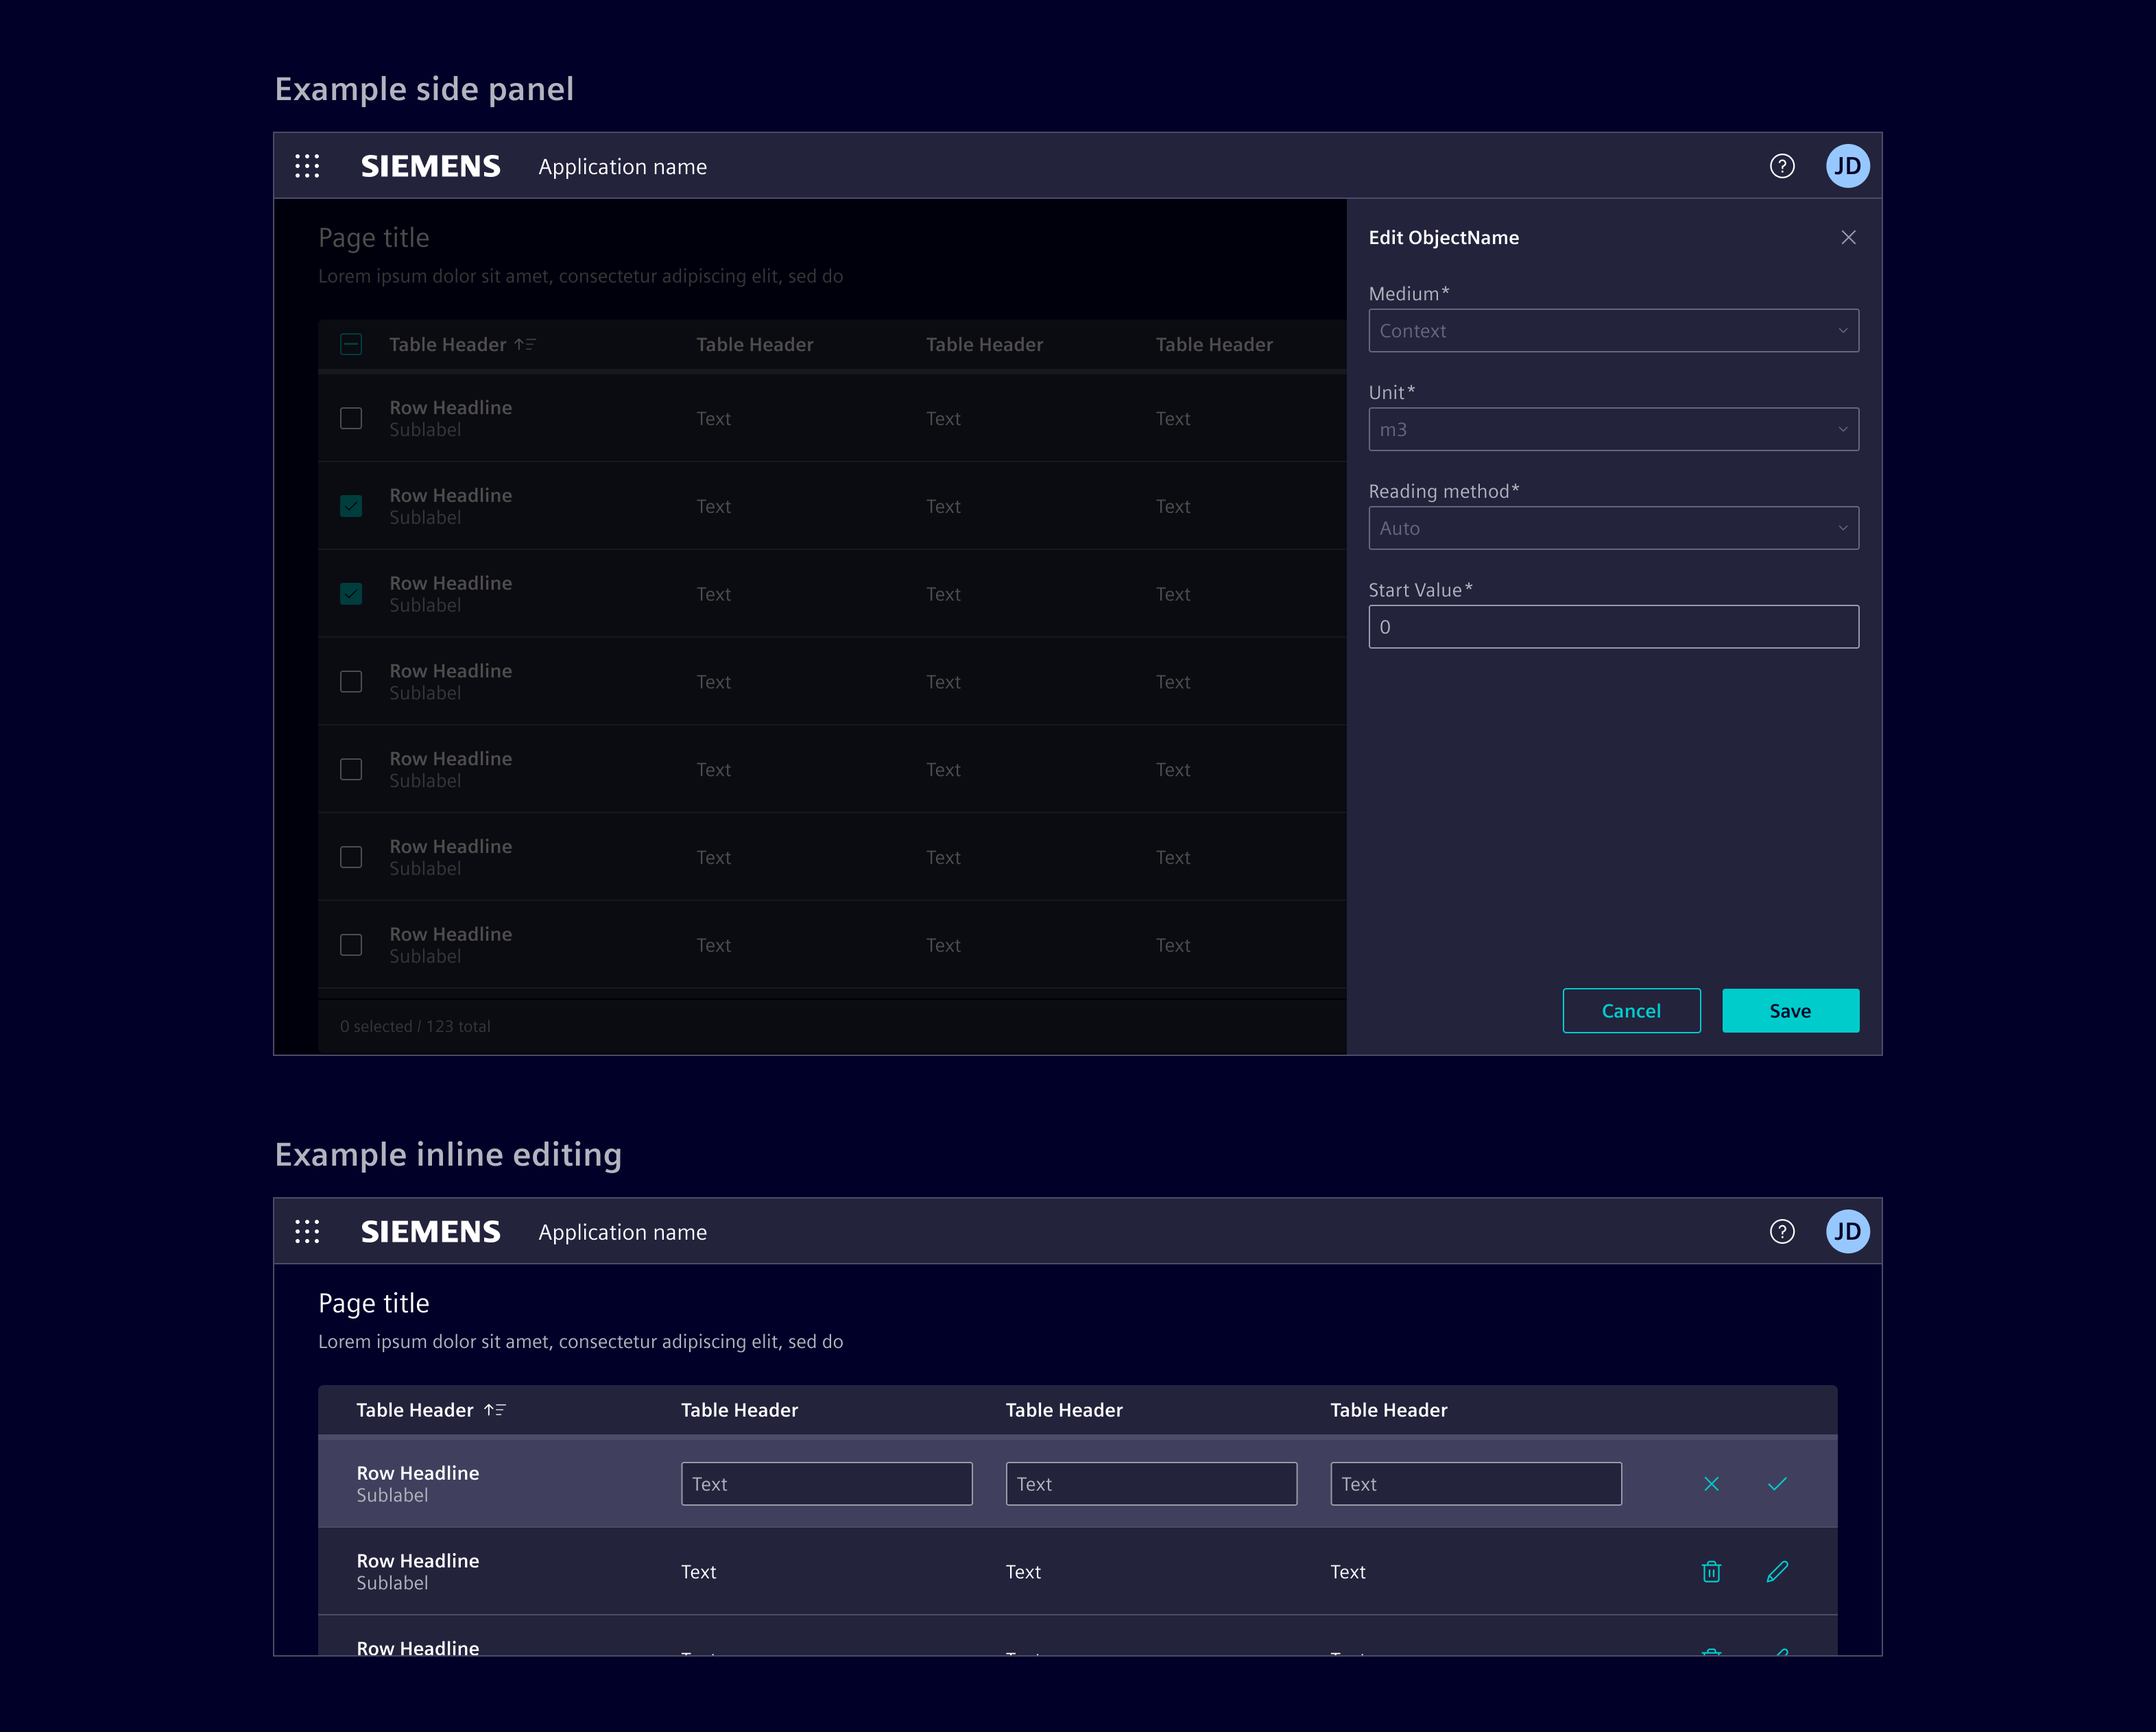 Example side panel
SIEMENS Application name ? JD
Page title
Lorem ipsum dolor sit amet, consectetur adipiscing elit, sed do
Table Header Table Header Table Header Table Header
Row Headline
Sublabel
Text Text Text
Row Headline
Sublabel
Text Text Text
Row Headline
Sublabel
Text Text Text
Row Headline
Sublabel
Text Text Text
Row Headline
Sublabel
Text Text Text
Row Headline
Sublabel
Text Text Text
Row Headline
Sublabel
Text Text Text
0 selected / 123 total
Edit ObjectName
Medium*
Context
Unit*
m3
Reading method*
Auto
Start Value*
0
Cancel Save
Example inline editing
SIEMENS Application name ? JD
Page title
Lorem ipsum dolor sit amet, consectetur adipiscing elit, sed do
Table Header Table Header Table Header Table Header
Row Headline
Sublabel
Text Text Text
Row Headline
Sublabel
Text Text Text
Row Headline